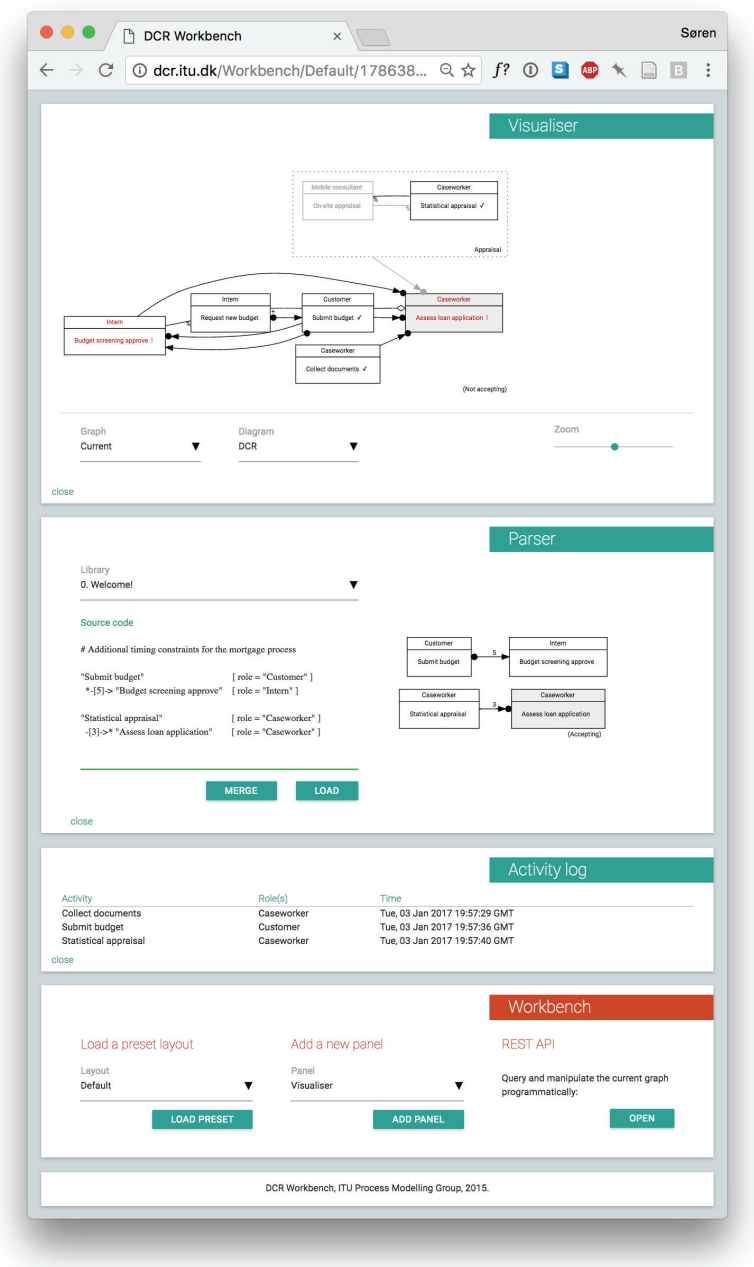 DCR Workbench
Søren
dcr.itu.dk/Workbench/Default/178638...
f?
S
ABP
B
Visualiser
Mobile consultant
On-site appraisal
%
%
Caseworker
Statistical appraisal ✓
Appraisal
Intern
Request new budget
+
Customer
Submit budget ✓
Caseworker
Assess loan application !
Intern
Budget screening approve !
%
Caseworker
Collect documents ✓
(Not accepting)
Graph
Current
Diagram
DCR
Zoom
close
Parser
Library
0. Welcome!
Source code
# Additional timing constraints for the mortgage process
"Submit budget" [ role = "Customer" ]
*-[5]-> "Budget screening approve" [ role = "Intern" ]
"Statistical appraisal" [ role = "Caseworker" ]
-[3]->* "Assess loan application" [ role = "Caseworker" ]
Customer
Submit budget
5
Intern
Budget screening approve
Caseworker
Statistical appraisal
3
Caseworker
Assess loan application
(Accepting)
MERGE LOAD
close
Activity log
Activity Role(s) Time
Collect documents Caseworker Tue, 03 Jan 2017 19:57:29 GMT
Submit budget Customer Tue, 03 Jan 2017 19:57:36 GMT
Statistical appraisal Caseworker Tue, 03 Jan 2017 19:57:40 GMT
close
Workbench
Load a preset layout
Layout
Default
LOAD PRESET
Add a new panel
Panel
Visualiser
ADD PANEL
REST API
Query and manipulate the current graph
programmatically:
OPEN
DCR Workbench, ITU Process Modelling Group, 2015.